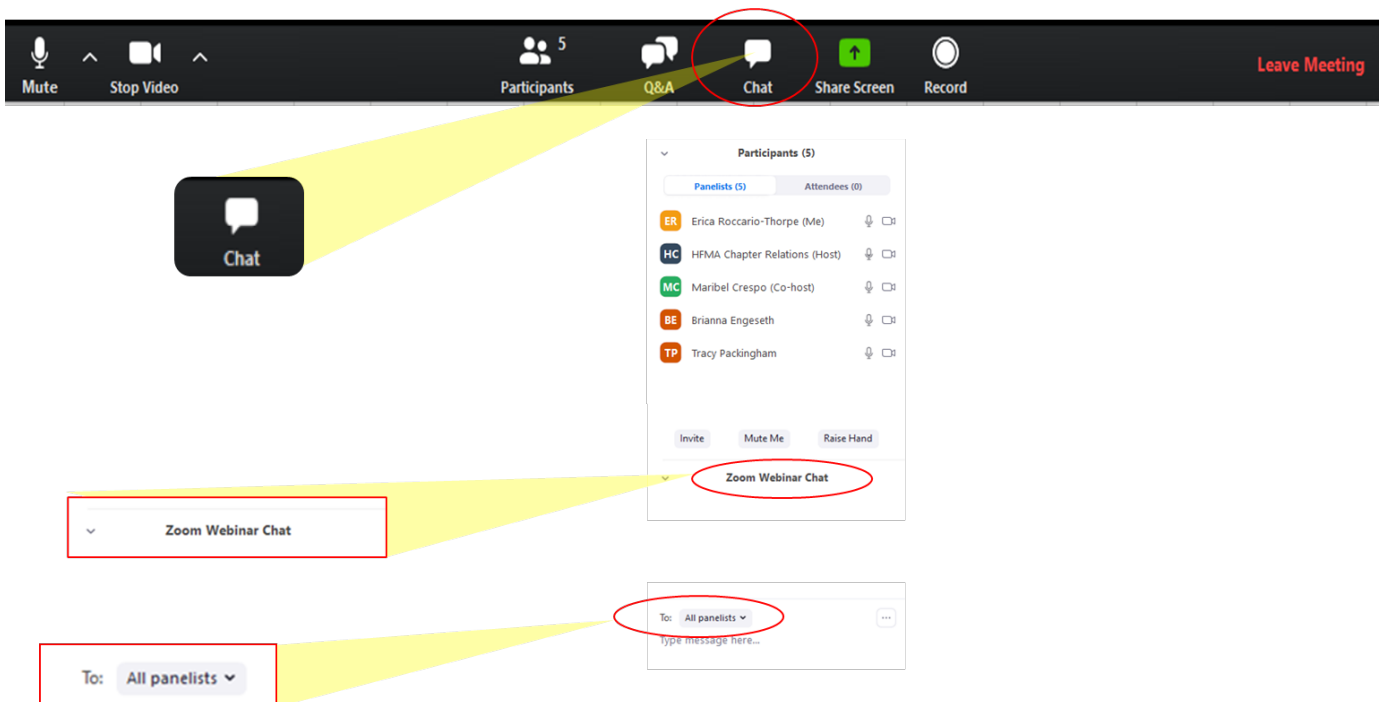 5
Mute
Stop Video
Participants
Q&A
Chat
Share Screen
Record
Leave Meeting
Chat
Participants (5)
Panelists (5) Attendees (0)
ER Erica Roccario-Thorpe (Me)
HC HFMA Chapter Relations (Host)
MC Maribel Crespo (Co-host)
BE Brianna Engeseth
TP Tracy Packingham
Invite Mute Me Raise Hand
Zoom Webinar Chat
Zoom Webinar Chat
To: All panelists
Type message here...
To: All panelists